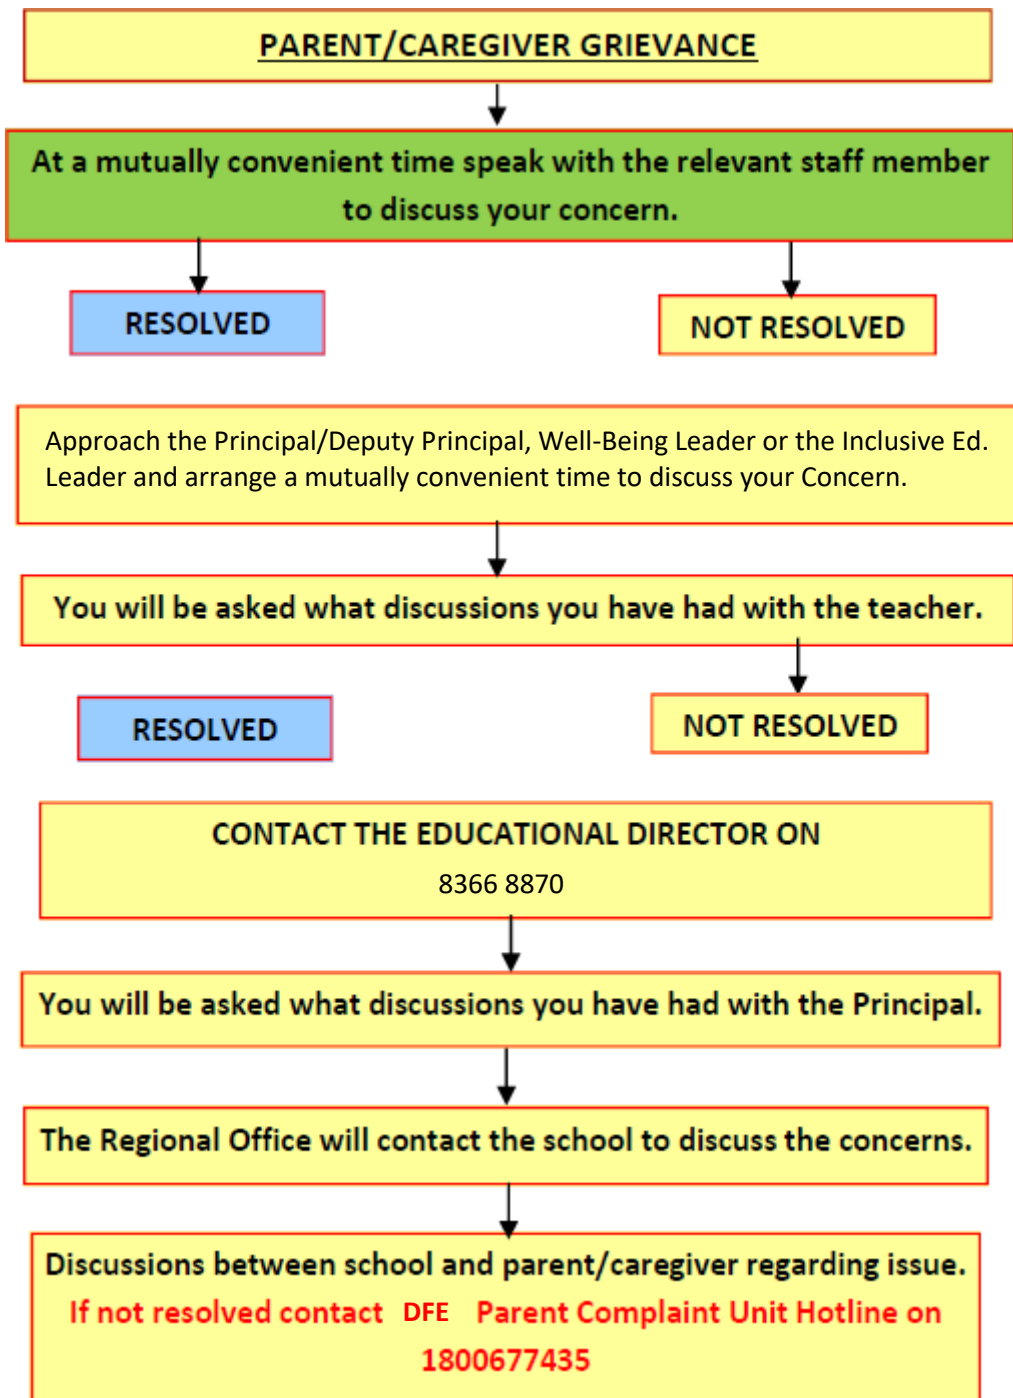 PARENT/CAREGIVER GRIEVANCE
At a mutually convenient time speak with the relevant staff member
to discuss your concern.
RESOLVED
NOT RESOLVED
Approach the Principal/Deputy Principal, Well-Being Leader or the Inclusive Ed.
Leader and arrange a mutually convenient time to discuss your Concern.
You will be asked what discussions you have had with the teacher.
RESOLVED
NOT RESOLVED
CONTACT THE EDUCATIONAL DIRECTOR ON
8366 8870
You will be asked what discussions you have had with the Principal.
The Regional Office will contact the school to discuss the concerns.
Discussions between school and parent/caregiver regarding issue.
If not resolved contact DFE Parent Complaint Unit Hotline on
1800677435